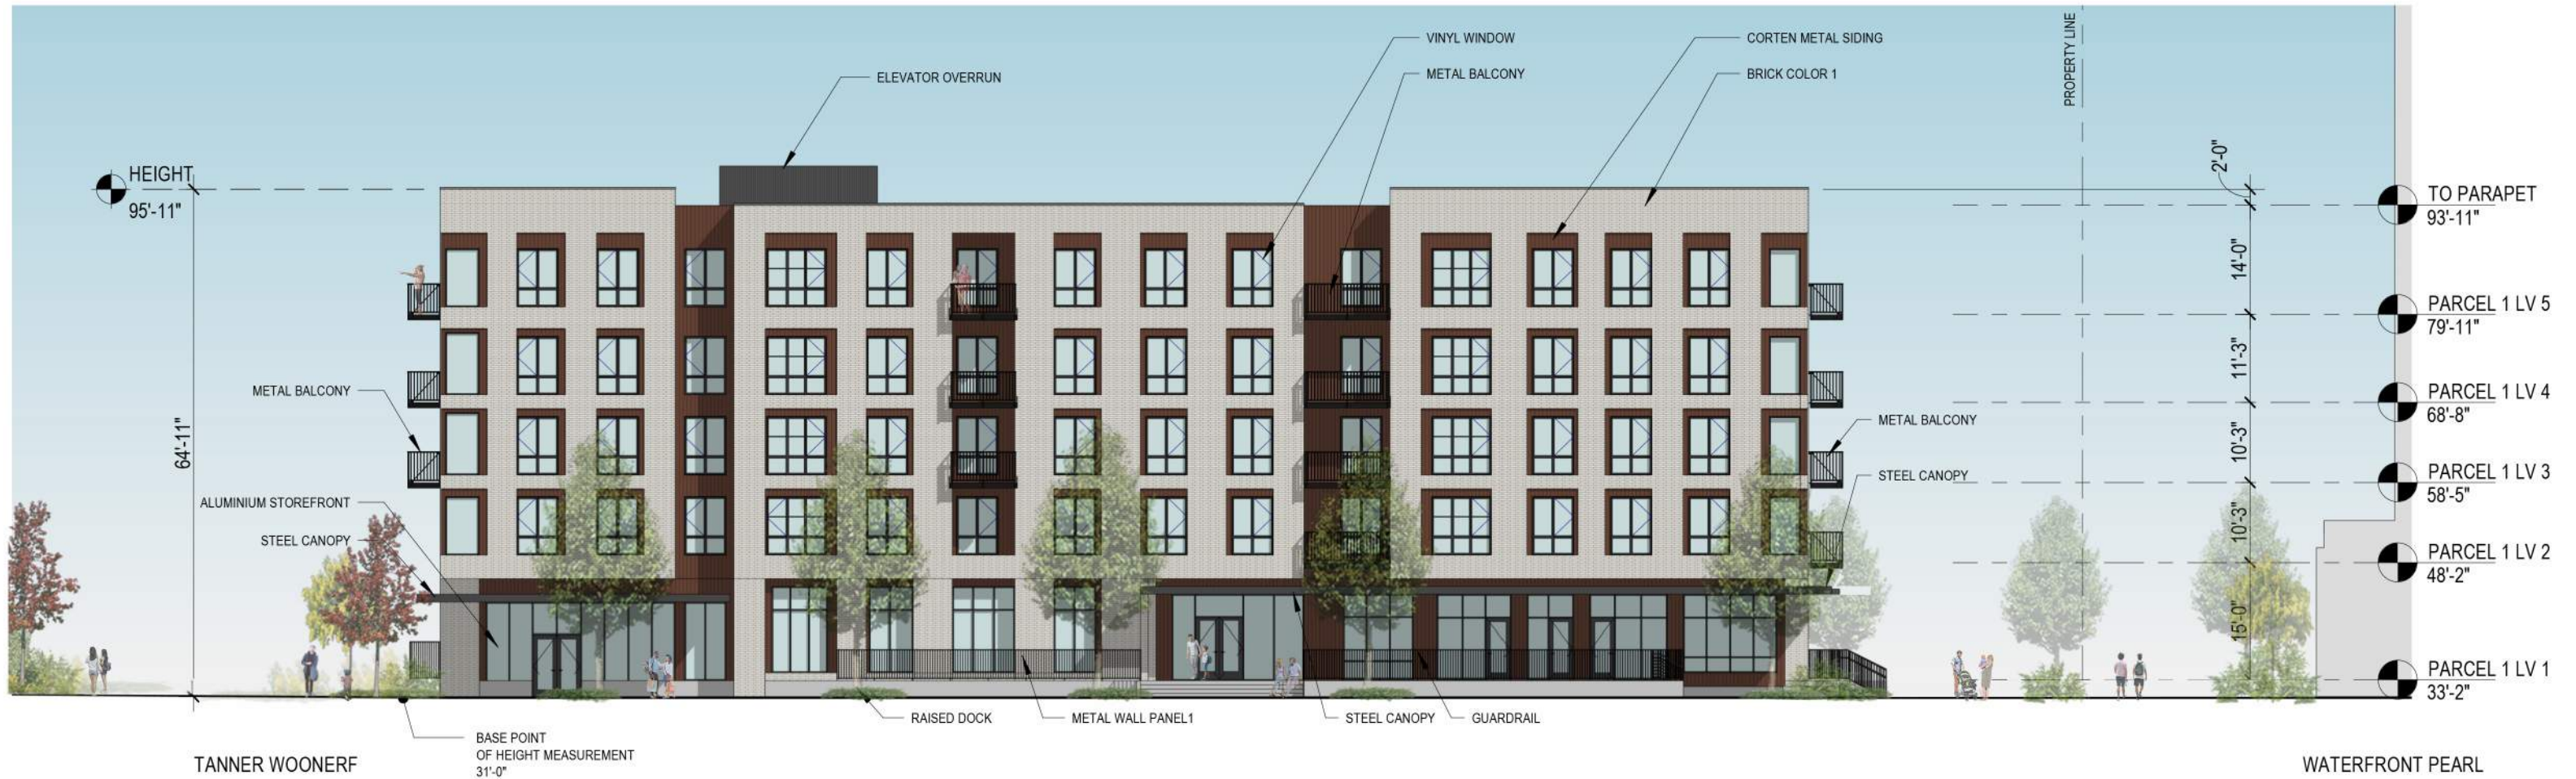 VINYL WINDOW
CORTEN METAL SIDING
PROPERTY LINE
ELEVATOR OVERRUN
METAL BALCONY
BRICK COLOR 1
HEIGHT
95'-11"
2'-0"
TO PARAPET
93'-11"
14'-0"
PARCEL 1 LV 5
79'-11"
11'-3"
METAL BALCONY
PARCEL 1 LV 4
68'-8"
64'-11"
METAL BALCONY
10'-3"
STEEL CANOPY
PARCEL 1 LV 3
58'-5"
ALUMINIUM STOREFRONT
10'-3"
STEEL CANOPY
PARCEL 1 LV 2
48'-2"
15'-0"
PARCEL 1 LV 1
33'-2"
RAISED DOCK
METAL WALL PANEL1
STEEL CANOPY
GUARDRAIL
BASE POINT
OF HEIGHT MEASUREMENT
31'-0"
TANNER WOONERF
WATERFRONT PEARL